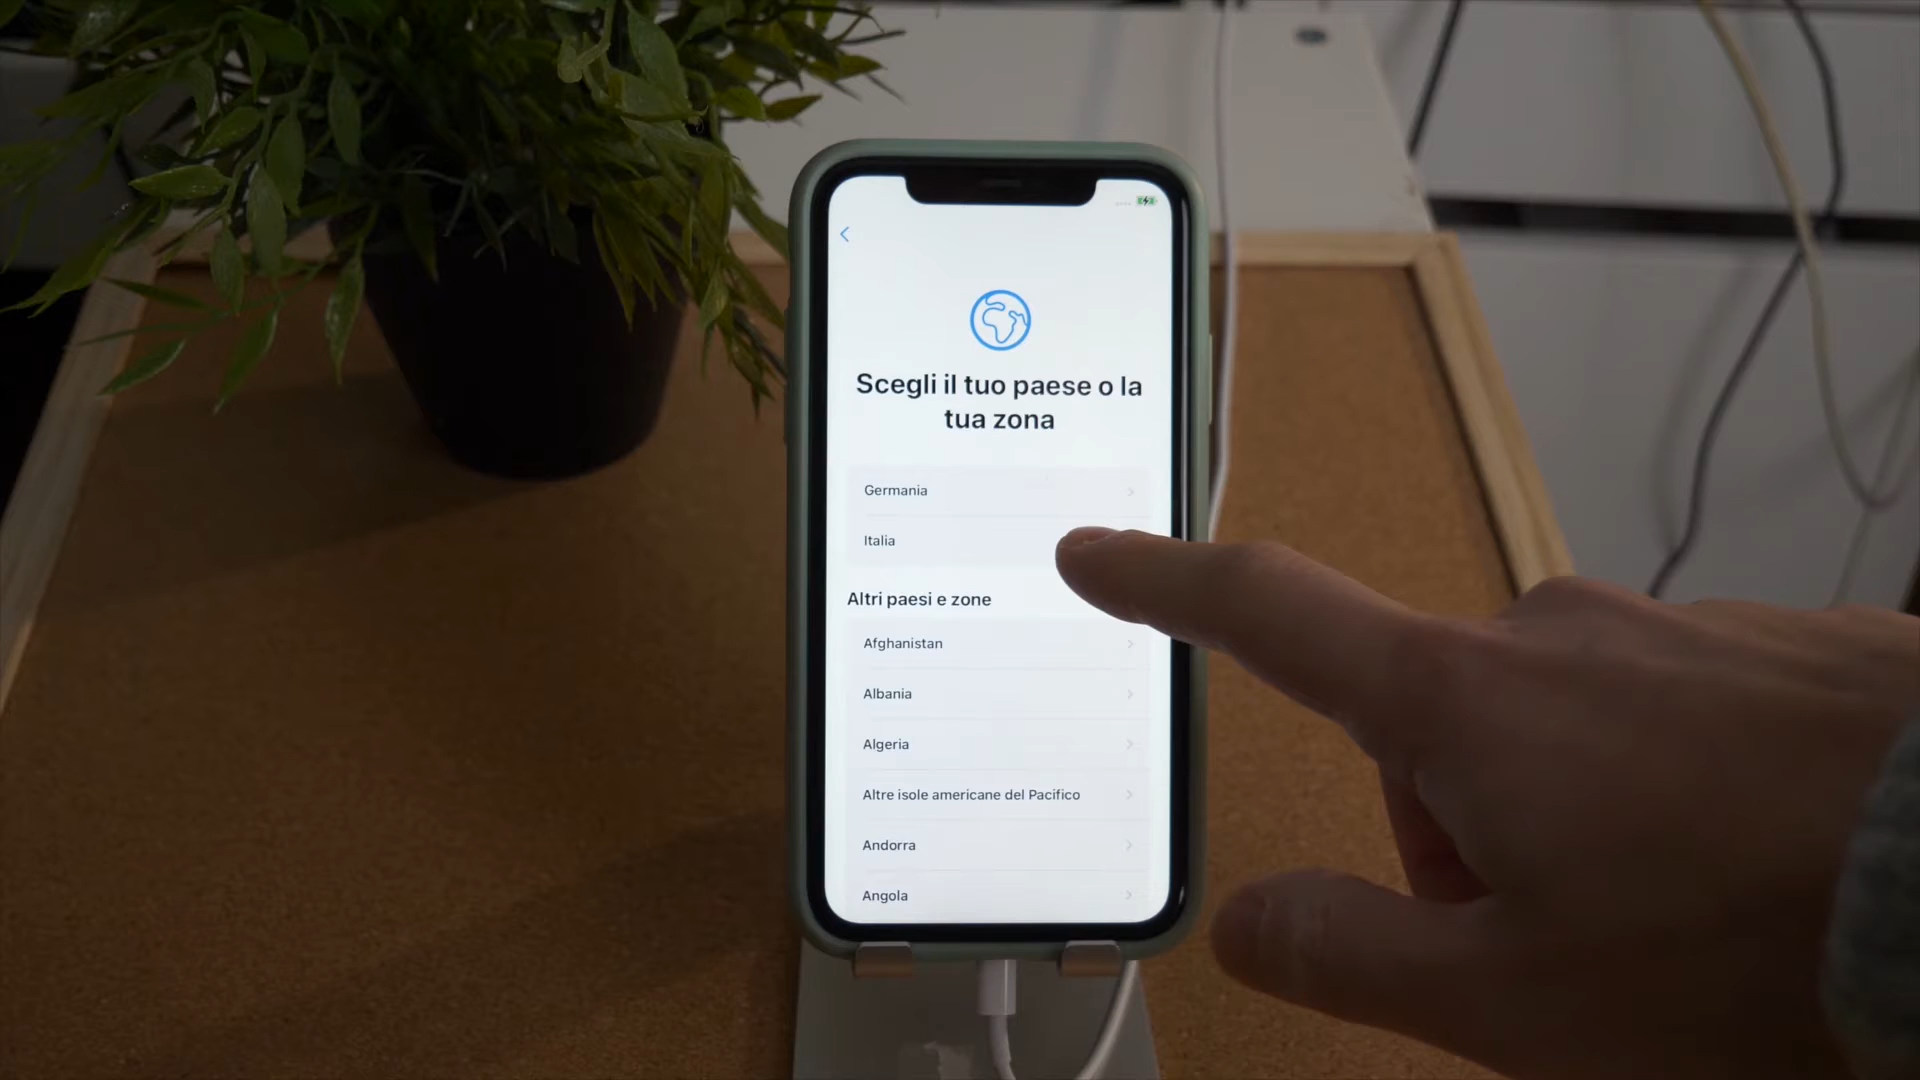 Scegli il tuo paese o la
tua zona
Germania
Italia
Altri paesi e zone
Afghanistan
Albania
Algeria
Altre isole americane del Pacifico
Andorra
Angola